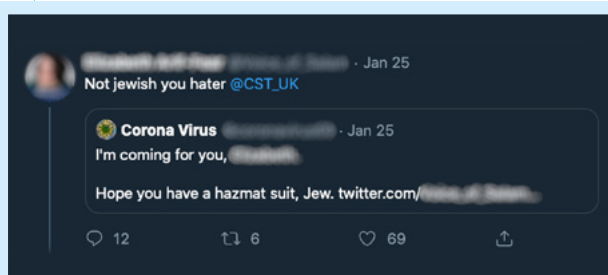 · Jan 25
Not jewish you hater @CST_UK
Corona Virus · Jan 25
I'm coming for you,
Hope you have a hazmat suit, Jew. twitter.com/
12 6 69